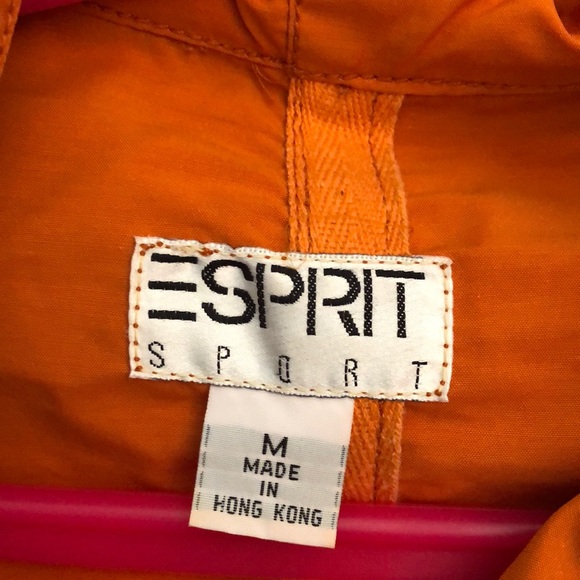 ESPRIT
SPORT
M
MADE
IN
HONG KONG